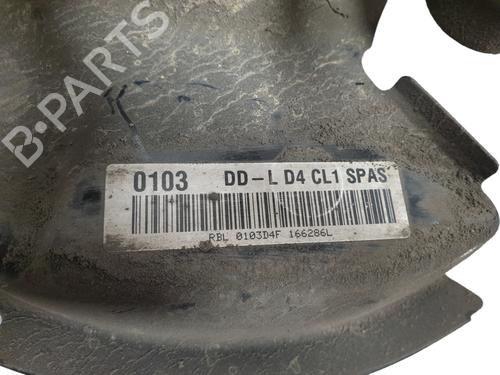 B-PARTS
0103 DD-L D4 CL1 SPAS
RBL 0103D4F 166286L